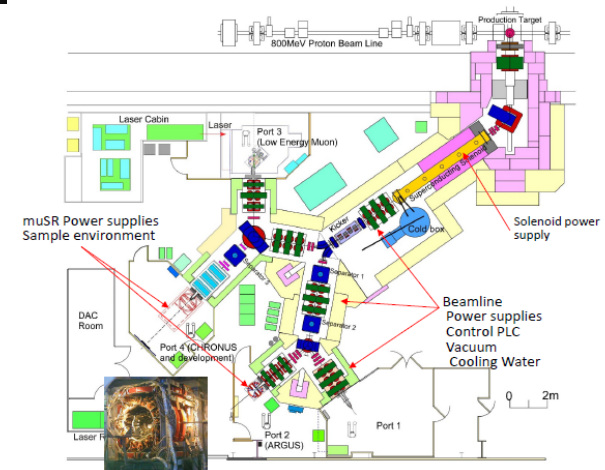 Production Target
800MeV Proton Beam Line
Laser Cabin
Laser
Port 3
(Low Energy Muon)
Superconducting Solenoid
Kicker
Cold box
Solenoid power
supply
muSR Power supplies
Sample environment
Separator 3
Separator 1
Separator 2
Beamline
Power supplies
Control PLC
Vacuum
Cooling Water
DAC
Room
Port 4 (CHRONUS
and development)
0 2m
Laser R
Port 2
(ARGUS)
Port 1